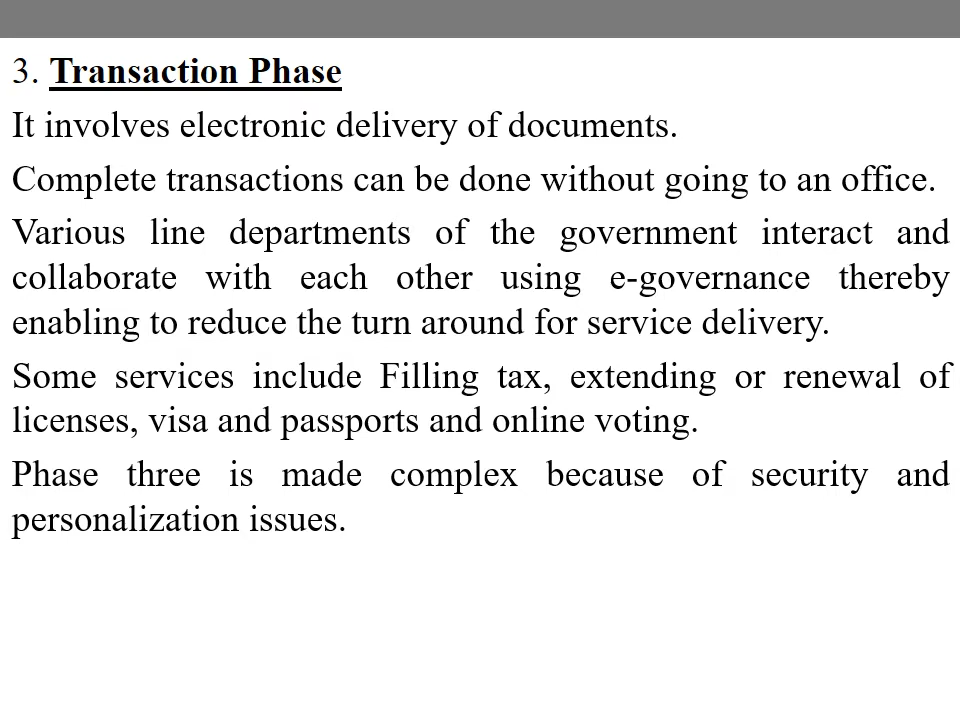 3. Transaction Phase
It involves electronic delivery of documents.
Complete transactions can be done without going to an office.
Various line departments of the government interact and
collaborate with each other using e-governance thereby
enabling to reduce the turn around for service delivery.
Some services include Filling tax, extending or renewal of
licenses, visa and passports and online voting.
Phase three is made complex because of security and
personalization issues.